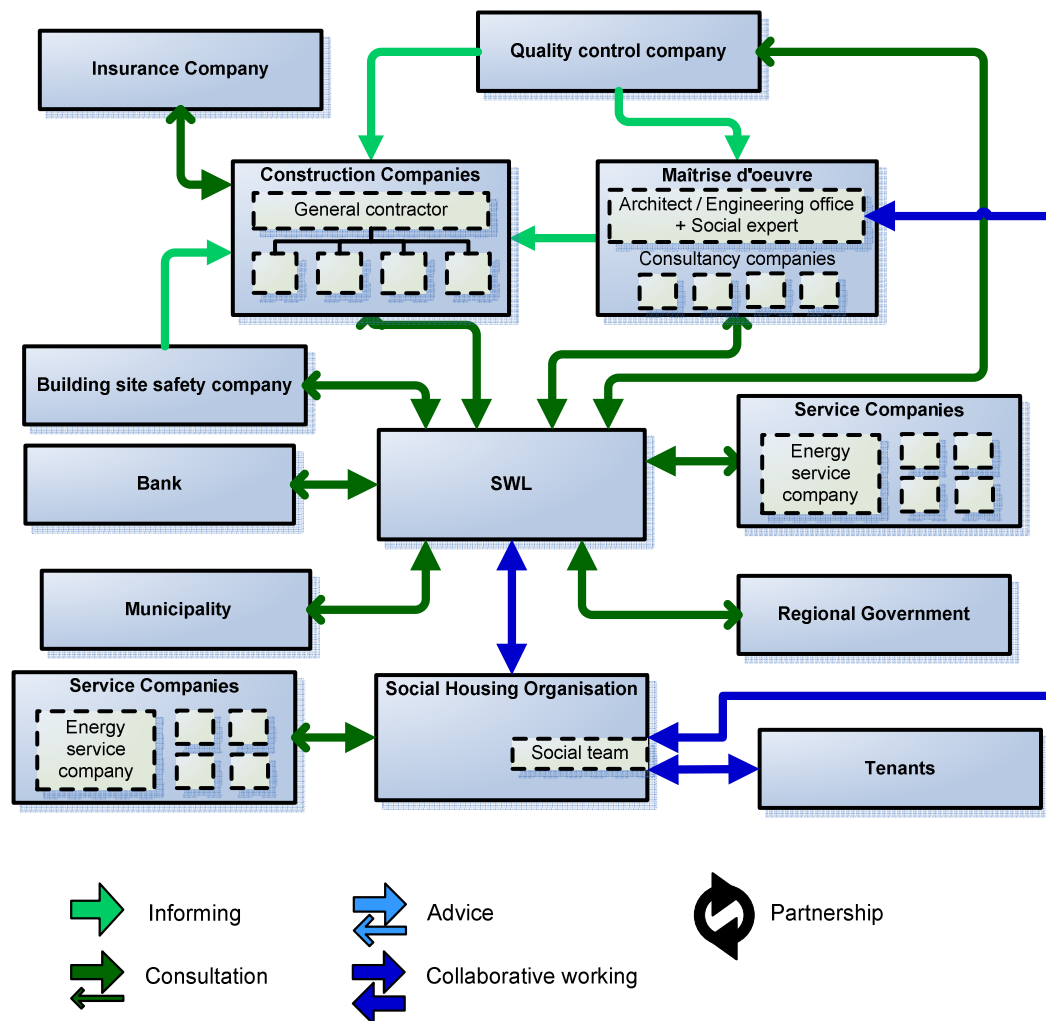 Quality control company
Insurance Company
Construction Companies
General contractor
Maîtrise d'oeuvre
Architect / Engineering office
+ Social expert
Consultancy companies
Building site safety company
Bank
SWL
Service Companies
Energy
service
company
Municipality
Regional Government
Service Companies
Energy
service
company
Social Housing Organisation
Social team
Tenants
Informing
Advice
Partnership
Consultation
Collaborative working